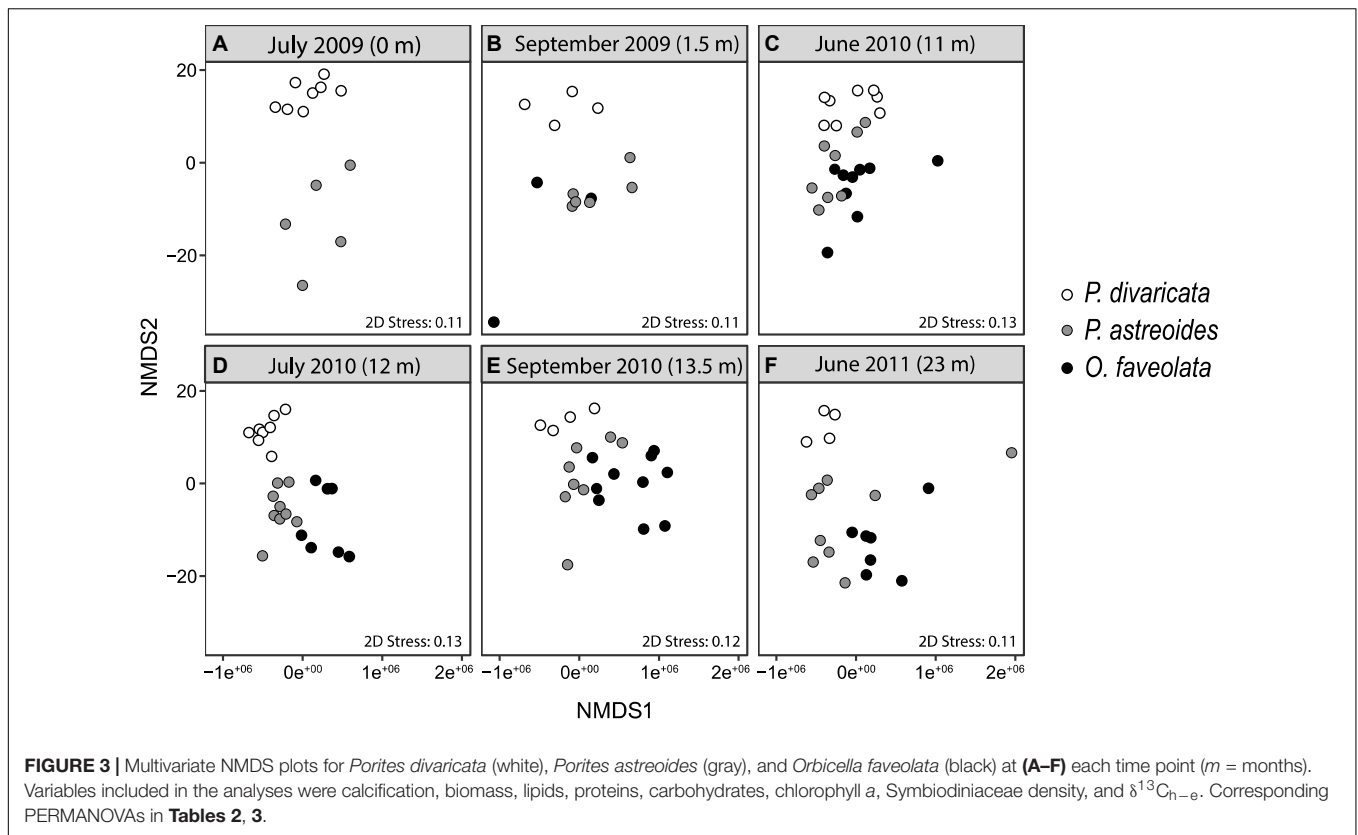 A July 2009 (0 m)
B September 2009 (1.5 m)
C June 2010 (11 m)
20
0
−20
2D Stress: 0.11
2D Stress: 0.11
2D Stress: 0.13
P. divaricata
P. astreoides
O. faveolata
NMDS2
D July 2010 (12 m)
E September 2010 (13.5 m)
F June 2011 (23 m)
20
0
−20
2D Stress: 0.13
2D Stress: 0.12
2D Stress: 0.11
−1e+06 0e+00 1e+06 2e+06
−1e+06 0e+00 1e+06 2e+06
−1e+06 0e+00 1e+06 2e+06
NMDS1
FIGURE 3 | Multivariate NMDS plots for Porites divaricata (white), Porites astreoides (gray), and Orbicella faveolata (black) at (A–F) each time point (m = months).
Variables included in the analyses were calcification, biomass, lipids, proteins, carbohydrates, chlorophyll a, Symbiodiniaceae density, and δ13Ch−e. Corresponding
PERMANOVAs in Tables 2, 3.